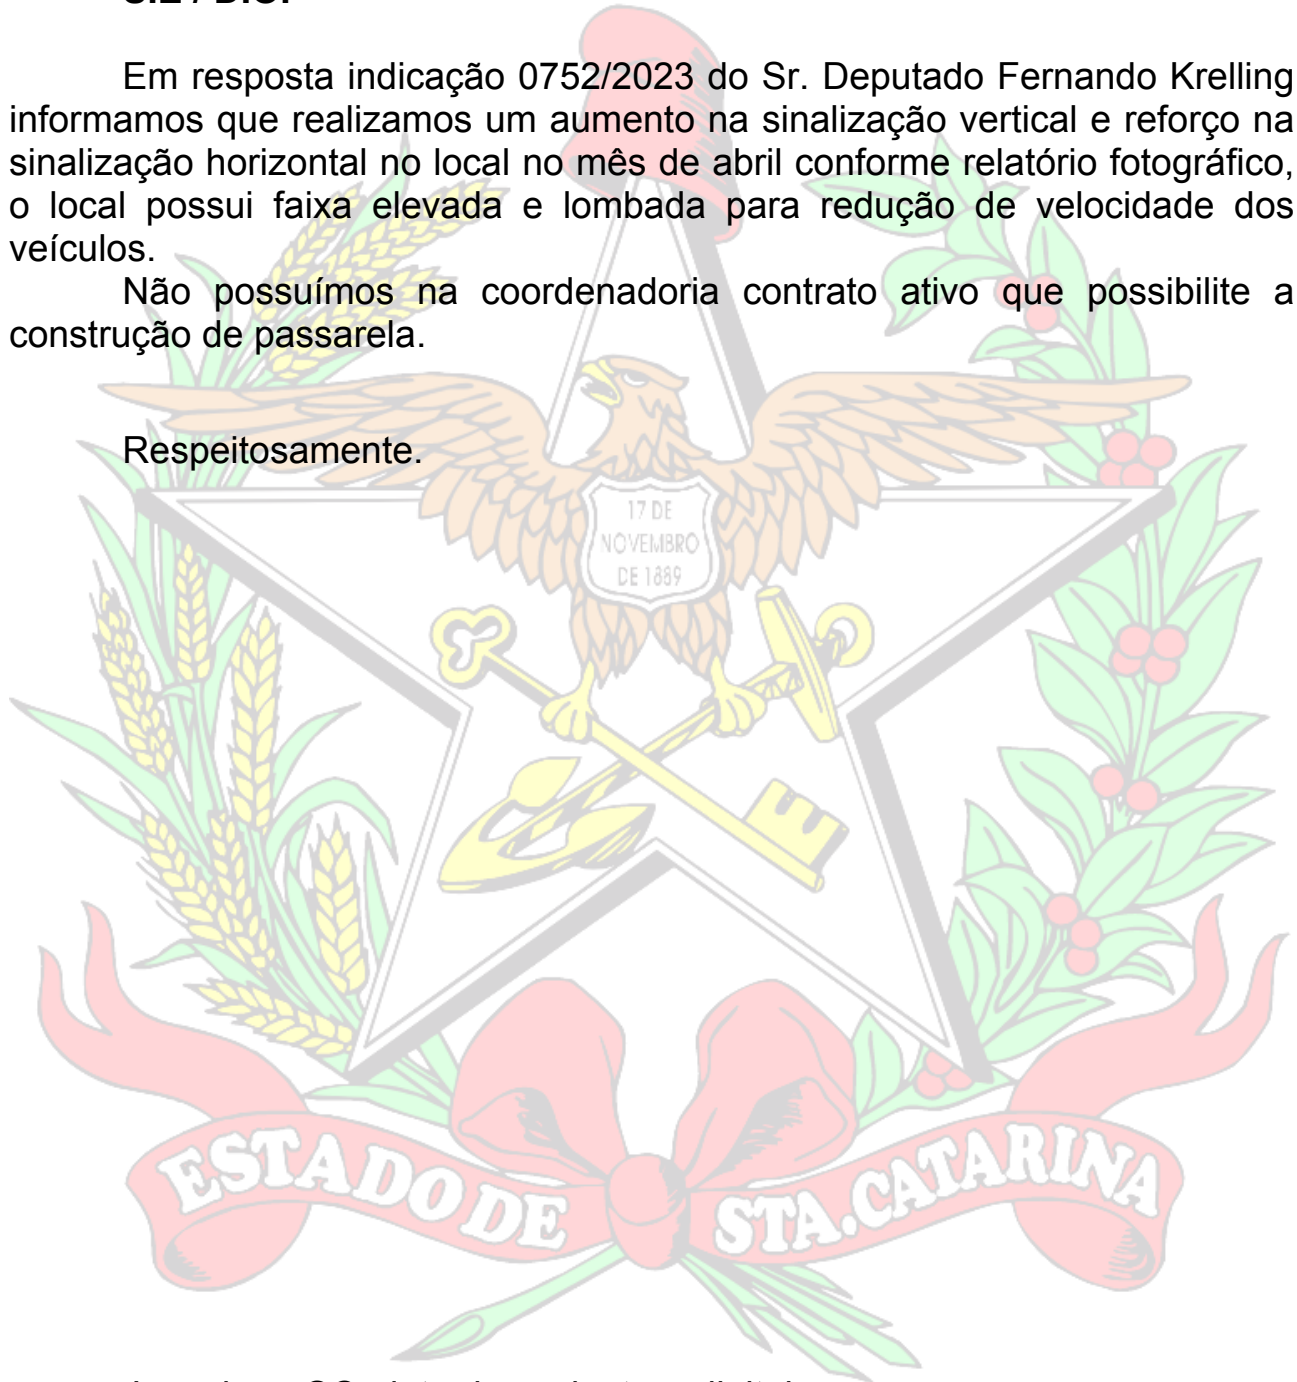 Em resposta indicação 0752/2023 do Sr. Deputado Fernando Krelling
informamos que realizamos um aumento na sinalização vertical e reforço na
sinalização horizontal no local no mês de abril conforme relatório fotográfico,
o local possui faixa elevada e lombada para redução de velocidade dos
veículos.
Não possuímos na coordenadoria contrato ativo que possibilite a
construção de passarela.
Respeitosamente.
17 DE
NOVEMBRO
DE 1889
ESTADO DE STA. CATARINA